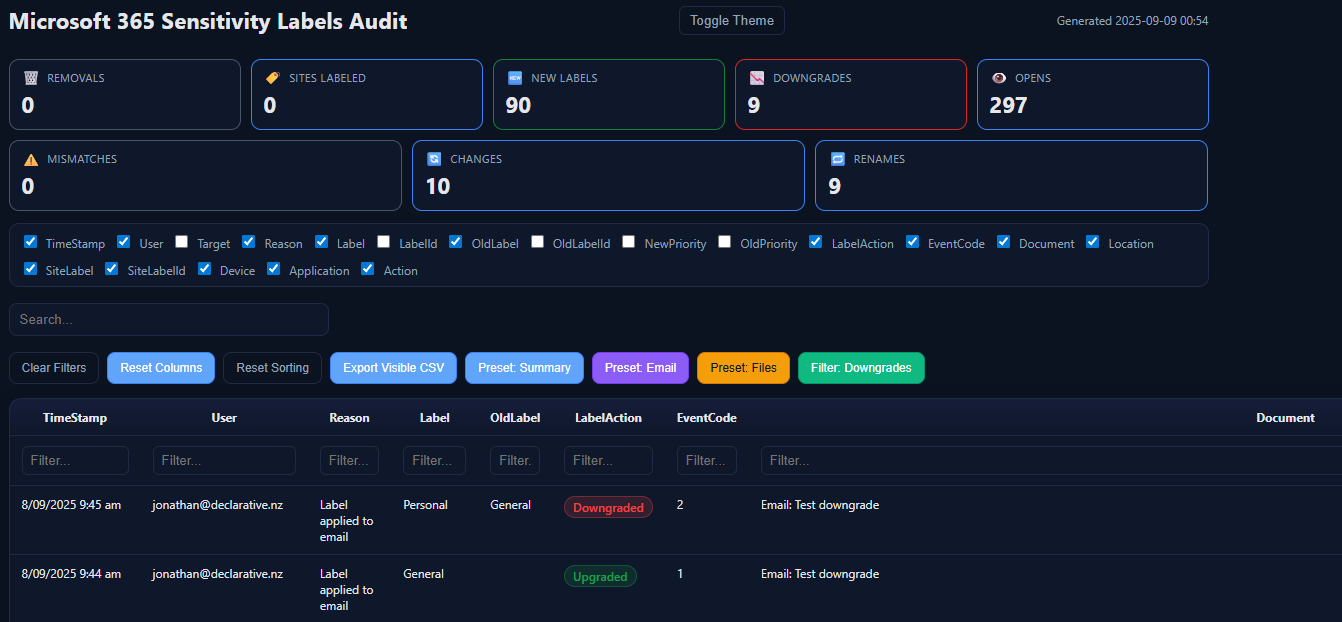 Microsoft 365 Sensitivity Labels Audit
Toggle Theme
Generated 2025-09-09 00:54
REMOVALS
0
SITES LABELED
0
NEW LABELS
90
DOWNGRADES
9
OPENS
297
MISMATCHES
0
CHANGES
10
RENAMES
9
TimeStamp User Target Reason Label LabelId OldLabel OldLabelId NewPriority OldPriority LabelAction EventCode Document Location
SiteLabel SiteLabelId Device Application Action
Search...
Clear Filters Reset Columns Reset Sorting Export Visible CSV Preset: Summary Preset: Email Preset: Files Filter: Downgrades
TimeStamp User Reason Label OldLabel LabelAction EventCode Document
Filter... Filter... Filter... Filter... Filter. Filter... Filter... Filter...
8/09/2025 9:45 am jonathan@declarative.nz Label applied to email Personal General Downgraded 2 Email: Test downgrade
8/09/2025 9:44 am jonathan@declarative.nz Label applied to email General Upgraded 1 Email: Test downgrade